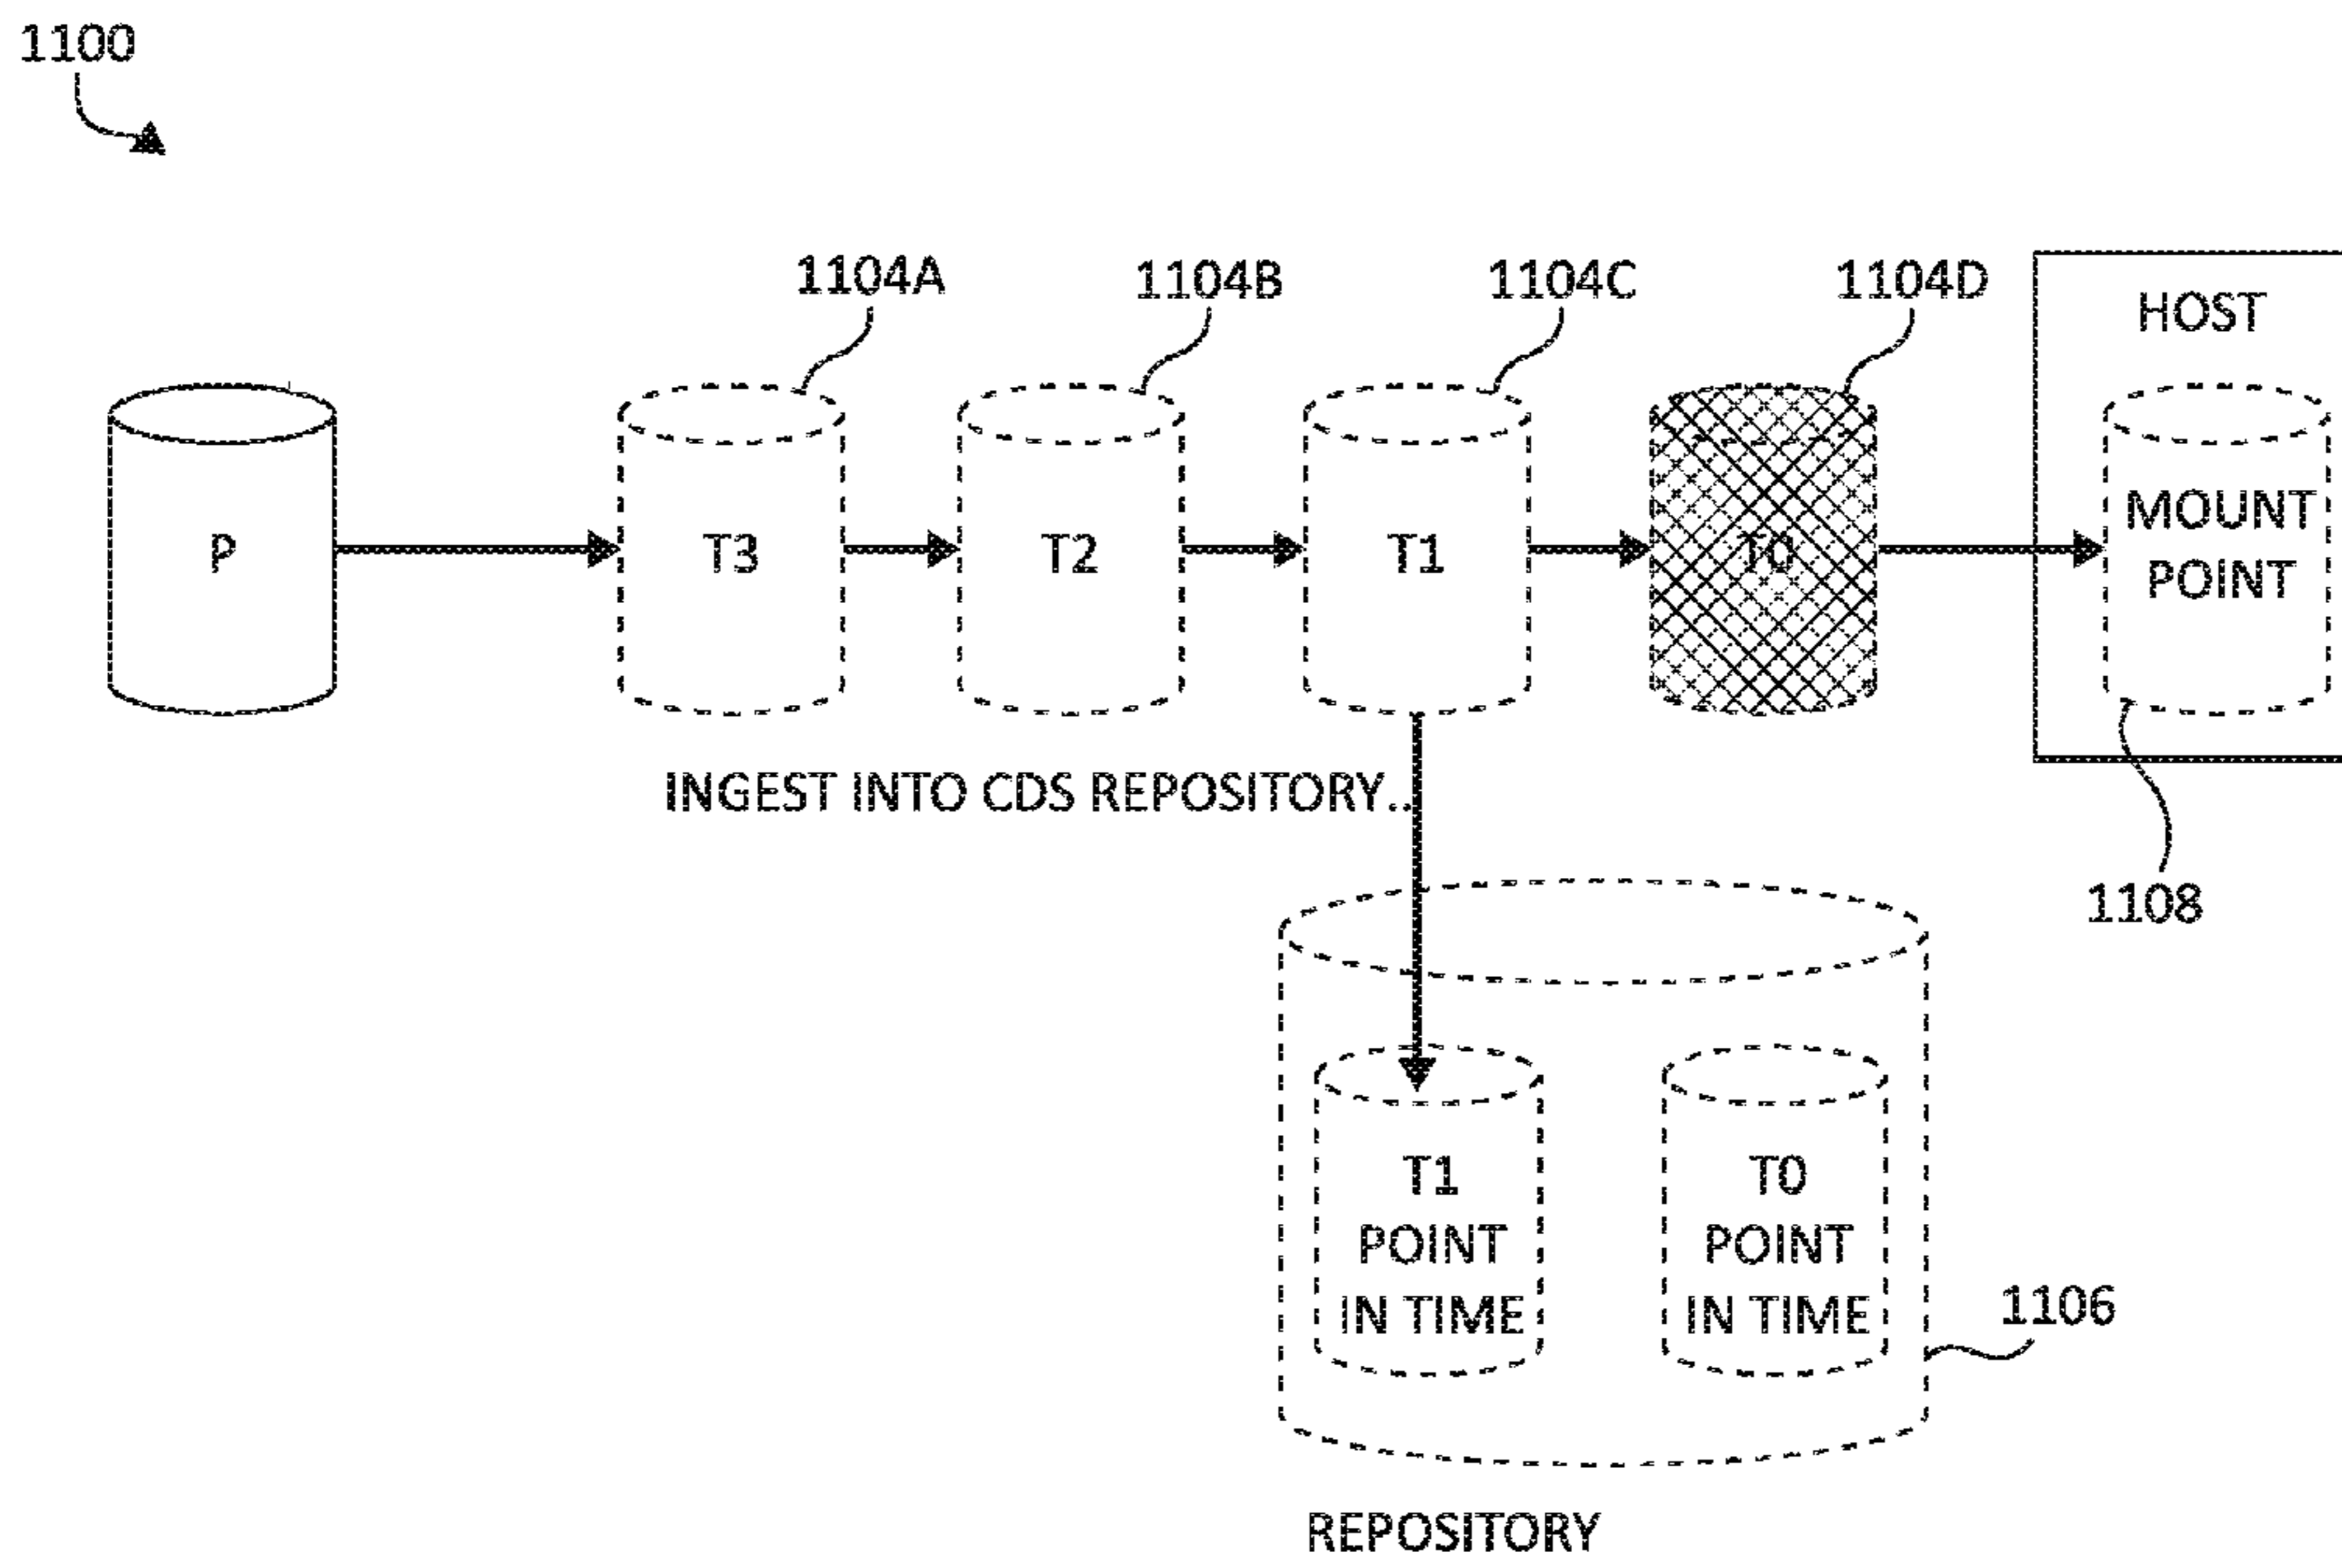 1100
1104A
1104B
1104C
1104D
HOST
P
T3
T2
T1
T0
MOUNT
POINT
INGEST INTO CDS REPOSITORY..
1108
T1
POINT
IN TIME
T0
POINT
IN TIME
1106
REPOSITORY